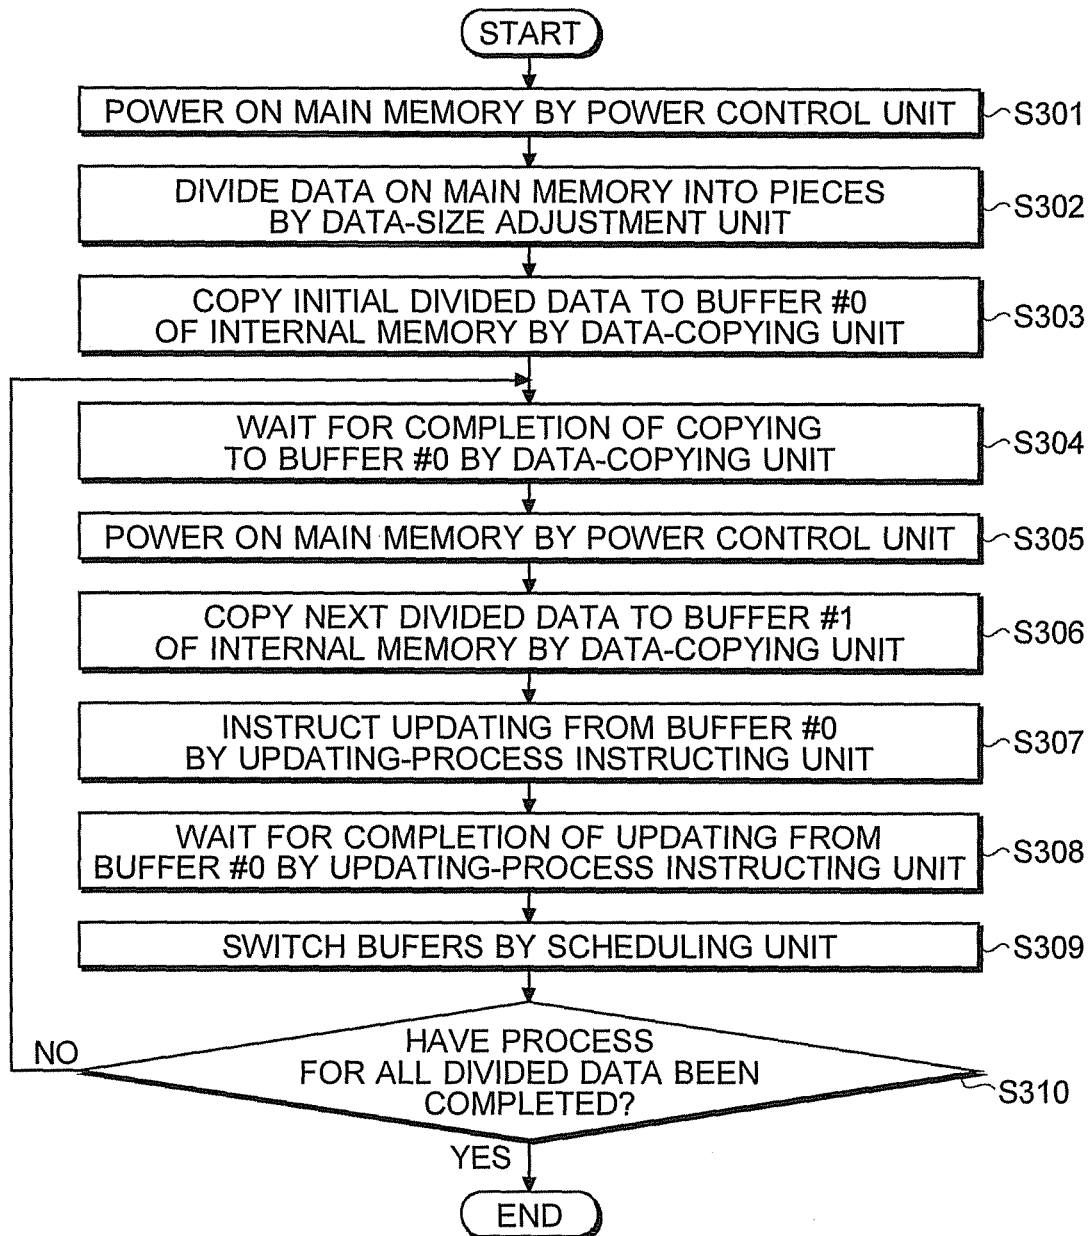 START
POWER ON MAIN MEMORY BY POWER CONTROL UNIT
S301
DIVIDE DATA ON MAIN MEMORY INTO PIECES
BY DATA-SIZE ADJUSTMENT UNIT
S302
COPY INITIAL DIVIDED DATA TO BUFFER #0
OF INTERNAL MEMORY BY DATA-COPYING UNIT
S303
WAIT FOR COMPLETION OF COPYING
TO BUFFER #0 BY DATA-COPYING UNIT
S304
POWER ON MAIN MEMORY BY POWER CONTROL UNIT
S305
COPY NEXT DIVIDED DATA TO BUFFER #1
OF INTERNAL MEMORY BY DATA-COPYING UNIT
S306
INSTRUCT UPDATING FROM BUFFER #0
BY UPDATING-PROCESS INSTRUCTING UNIT
S307
WAIT FOR COMPLETION OF UPDATING FROM
BUFFER #0 BY UPDATING-PROCESS INSTRUCTING UNIT
S308
SWITCH BUFERS BY SCHEDULING UNIT
S309
HAVE PROCESS
FOR ALL DIVIDED DATA BEEN
COMPLETED?
S310
NO
YES
END